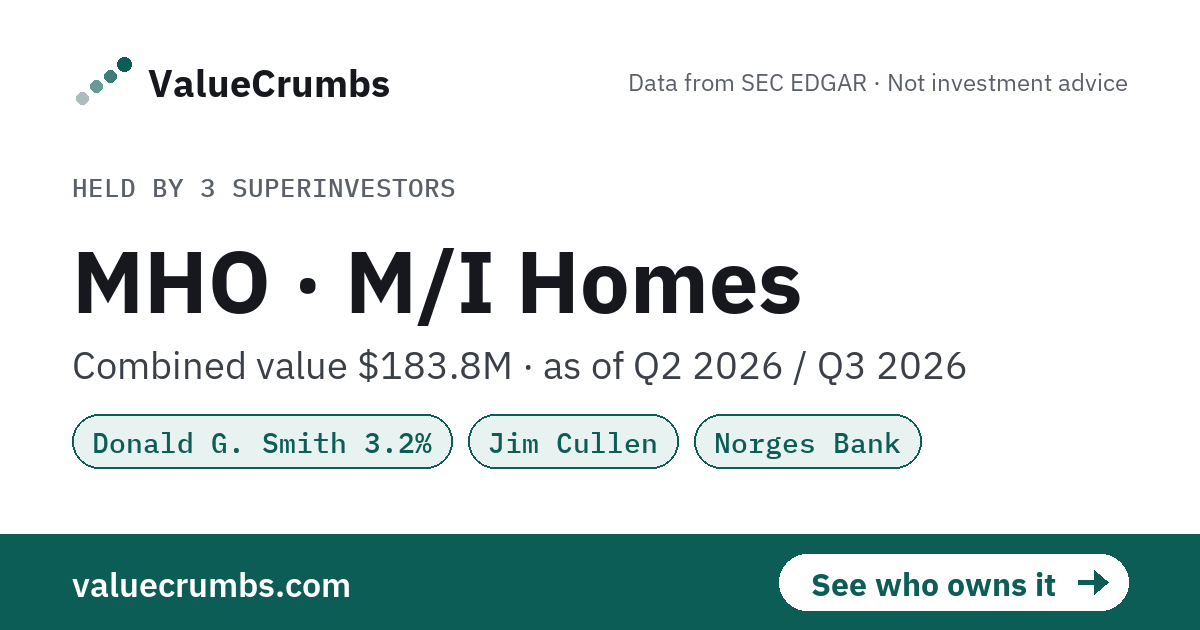 ValueCrumbs
Data from SEC EDGAR · Not investment advice
HELD BY 3 SUPERINVESTORS
MHO · M/I Homes
Combined value $183.8M · as of Q2 2026 / Q3 2026
Donald G. Smith 3.2%
Jim Cullen
Norges Bank
valuecrumbs.com
See who owns it →